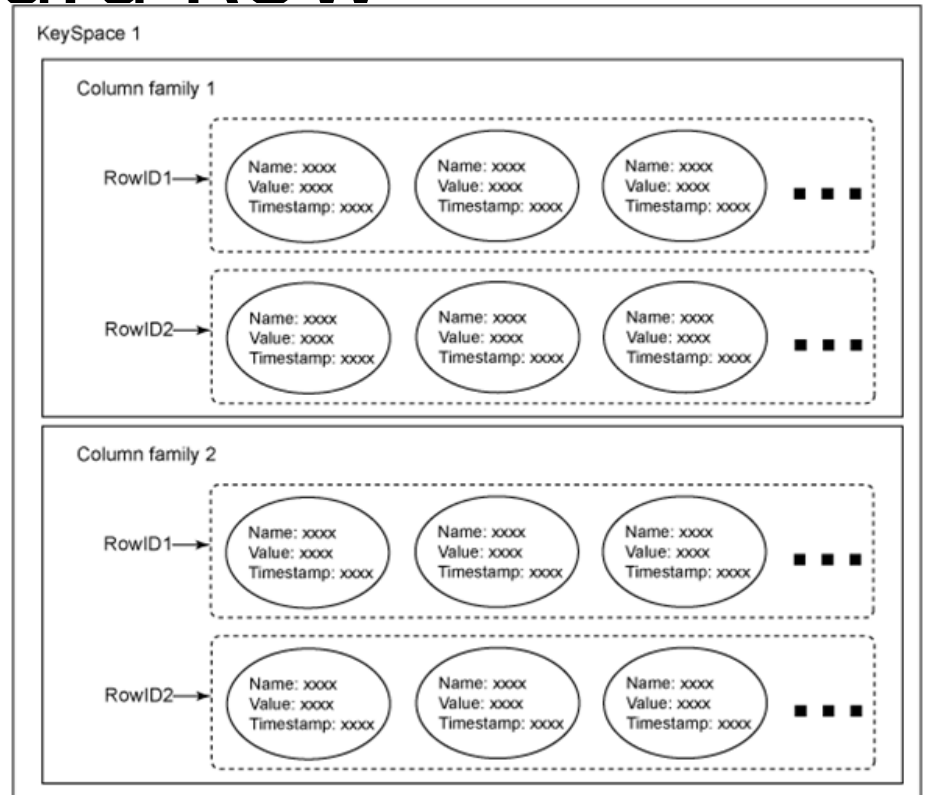 KeySpace 1
Column family 1
RowID1
Name: xxxx
Value: xxxx
Timestamp: xxxx
Name: xxxx
Value: xxxx
Timestamp: xxxx
Name: xxxx
Value: xxxx
Timestamp: xxxx
RowID2
Name: xxxx
Value: xxxx
Timestamp: xxxx
Name: xxxx
Value: xxxx
Timestamp: xxxx
Name: xxxx
Value: xxxx
Timestamp: xxxx
Column family 2
RowID1
Name: xxxx
Value: xxxx
Timestamp: xxxx
Name: xxxx
Value: xxxx
Timestamp: xxxx
Name: xxxx
Value: xxxx
Timestamp: xxxx
RowID2
Name: xxxx
Value: xxxx
Timestamp: xxxx
Name: xxxx
Value: xxxx
Timestamp: xxxx
Name: xxxx
Value: xxxx
Timestamp: xxxx